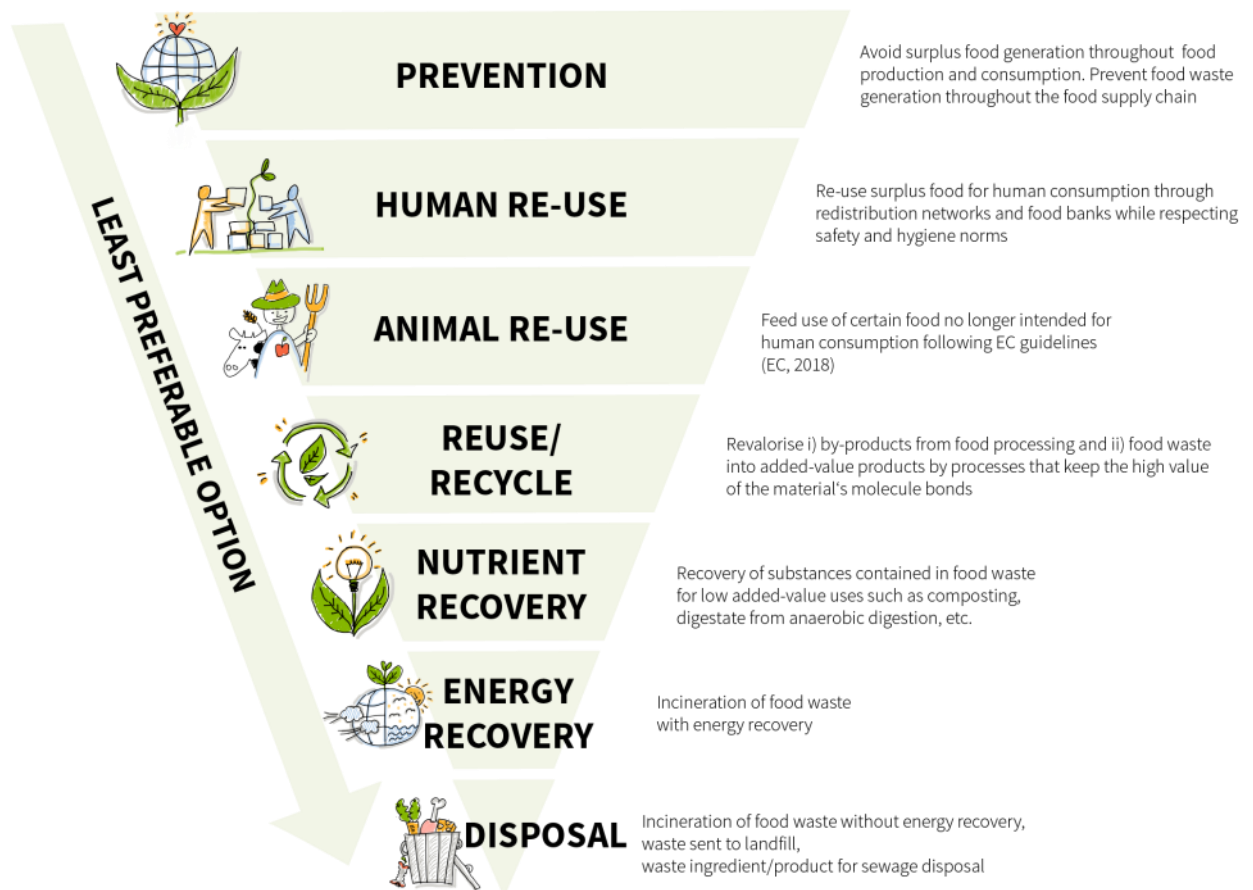 PREVENTION
Avoid surplus food generation throughout food
production and consumption. Prevent food waste
generation throughout the food supply chain
HUMAN RE-USE
Re-use surplus food for human consumption through
redistribution networks and food banks while respecting
safety and hygiene norms
LEAST PREFERABLE OPTION
ANIMAL RE-USE
Feed use of certain food no longer intended for
human consumption following EC guidelines
(EC, 2018)
REUSE/
RECYCLE
Revalorise i) by-products from food processing and ii) food waste
into added-value products by processes that keep the high value
of the material‘s molecule bonds
NUTRIENT
RECOVERY
Recovery of substances contained in food waste
for low added-value uses such as composting,
digestate from anaerobic digestion, etc.
ENERGY
RECOVERY
Incineration of food waste
with energy recovery
DISPOSAL
Incineration of food waste without energy recovery,
waste sent to landfill,
waste ingredient/product for sewage disposal